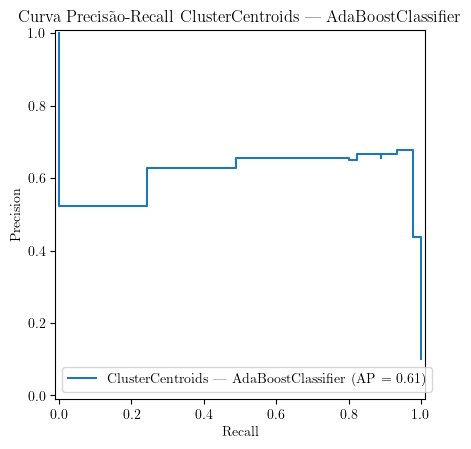 Curva Precisão-Recall ClusterCentroids — AdaBoostClassifier
1.0
0.8
0.6
0.4
0.2
0.0
Precision
ClusterCentroids — AdaBoostClassifier (AP = 0.61)
0.0 0.2 0.4 0.6 0.8 1.0
Recall